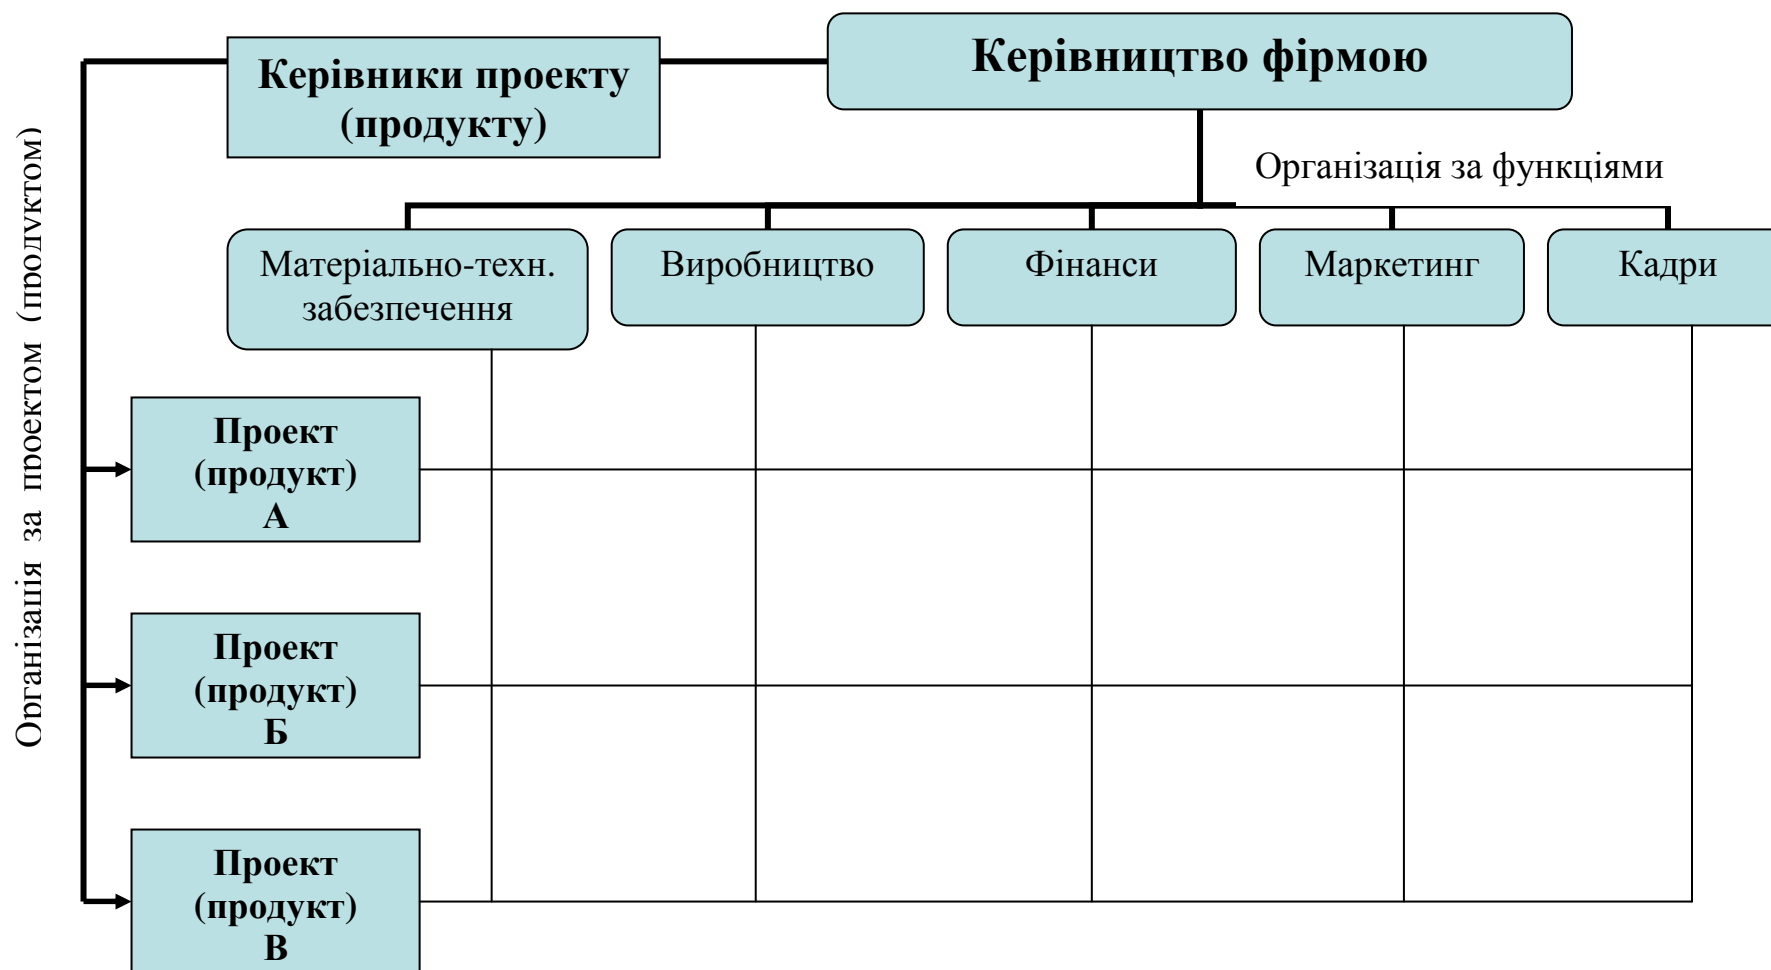 Керівництво фірмою
Керівники проекту
(продукту)
Організація за функціями
Організація за проектом (продуктом)
Матеріально-техн.
забезпечення
Виробництво
Фінанси
Маркетинг
Кадри
Проект
(продукт)
А
Проект
(продукт)
Б
Проект
(продукт)
В